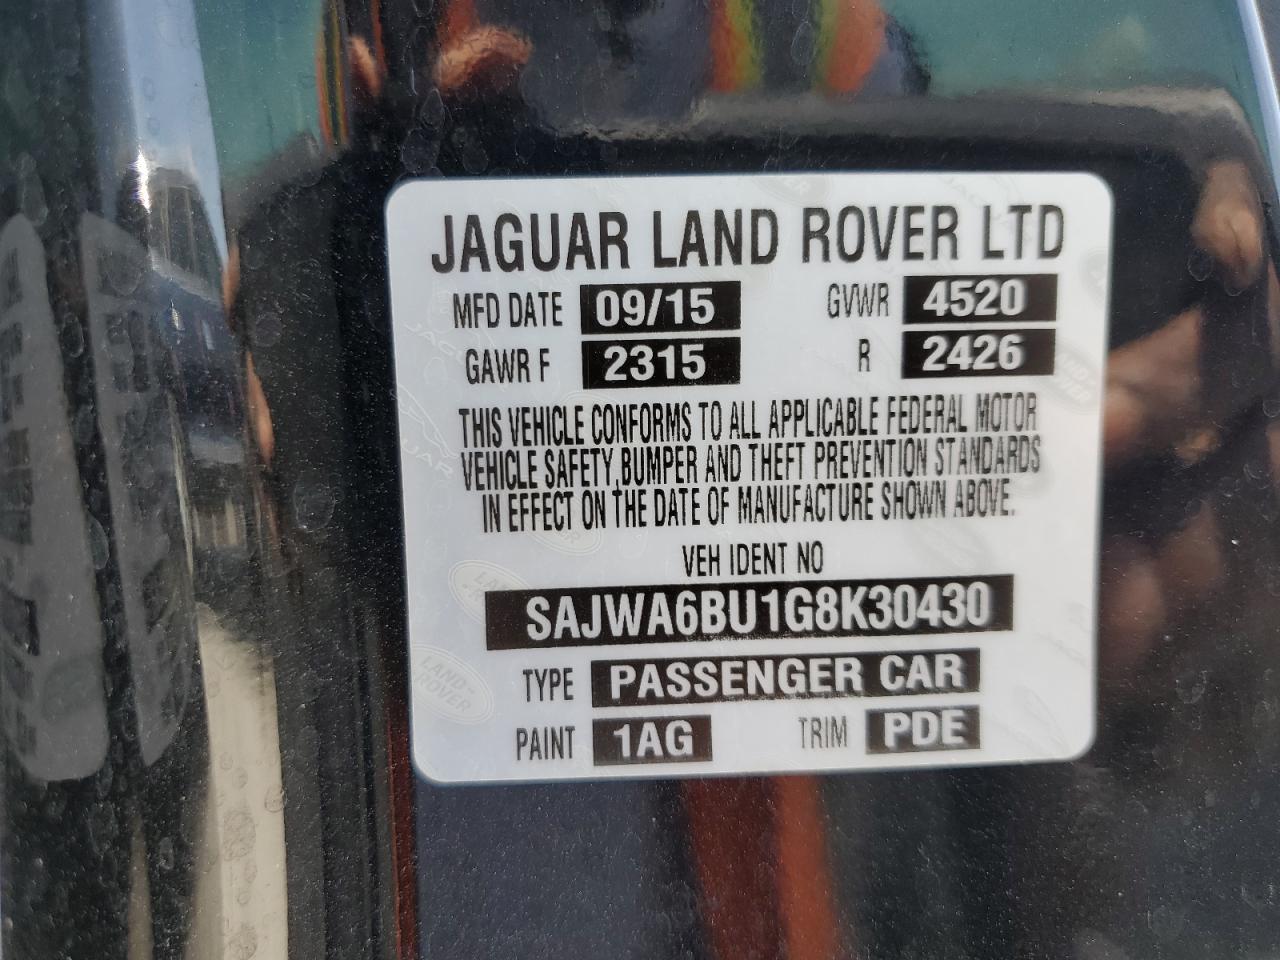 JAGUAR LAND ROVER LTD
MFD DATE 09/15 GVWR 4520
GAWR F 2315 R 2426
THIS VEHICLE CONFORMS TO ALL APPLICABLE FEDERAL MOTOR
VEHICLE SAFETY,BUMPER AND THEFT PREVENTION STANDARDS
IN EFFECT ON THE DATE OF MANUFACTURE SHOWN ABOVE.
VEH IDENT NO
SAJWA6BU1G8K30430
TYPE PASSENGER CAR
PAINT 1AG TRIM PDE
LAND-
ROVER